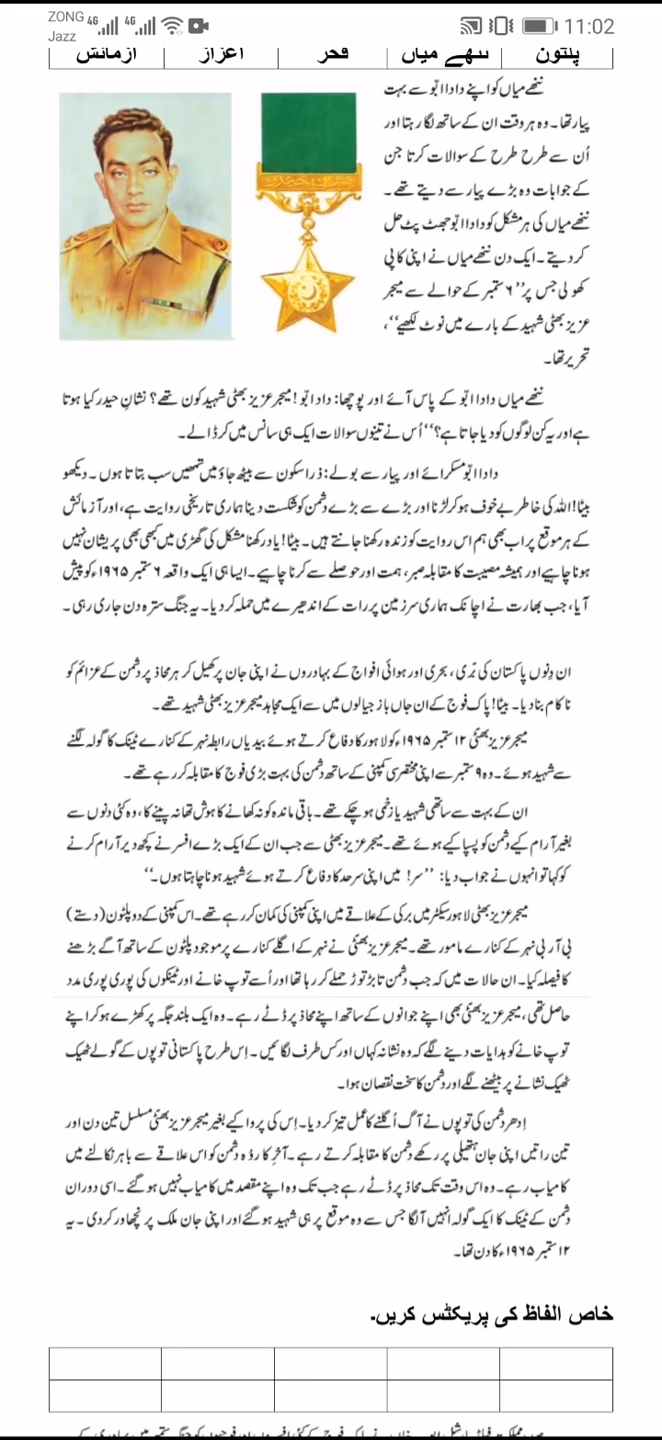 ZONG 4G 4G 11:02
Jazz
پلٹون ننھے میاں فخر اعزاز آزمائش
ننھے میاں کو اپنے دادا ابّو سے بہت
پیار تھا۔ وہ ہر وقت ان کے ساتھ لگا رہتا اور
اُن سے طرح طرح کے سوالات کرتا جن
کے جوابات وہ بڑے پیار سے دیتے تھے۔
ننھے میاں کی ہر مشکل کو دادا ابّو جھٹ پٹ حل
کر دیتے۔ ایک دن ننھے میاں نے اپنی کاپی
کھولی جس پر ”۶ ستمبر کے حوالے سے میجر
عزیز بھٹی شہید کے بارے میں نوٹ لکھیے“،
تحریر تھا۔
ننھے میاں دادا ابّو کے پاس آئے اور پوچھا: دادا ابّو! میجر عزیز بھٹی شہید کون تھے؟ نشانِ حیدر کیا ہوتا
ہے اور یہ کن لوگوں کو دیا جاتا ہے؟“ اُس نے تینوں سوالات ایک ہی سانس میں کر ڈالے۔
دادا ابّو مسکرائے اور پیار سے بولے: ذرا سکون سے بیٹھ جاؤ میں تمھیں سب بتاتا ہوں۔ دیکھو
بیٹا! اللہ کی خاطر بے خوف ہو کر لڑنا اور بڑے سے بڑے دشمن کو شکست دینا ہماری تاریخی روایت ہے، اور آزمائش
کے ہر موقع پر اب بھی ہم اس روایت کو زندہ رکھنا جانتے ہیں۔ بیٹا! یاد رکھنا مشکل کی گھڑی میں کبھی بھی پریشان نہیں
ہونا چاہیے اور ہمیشہ مصیبت کا مقابلہ صبر، ہمت اور حوصلے سے کرنا چاہیے۔ ایسا ہی ایک واقعہ ۶ ستمبر ۱۹۶۵ء کو پیش
آیا، جب بھارت نے اچانک ہماری سرزمین پر رات کے اندھیرے میں حملہ کر دیا۔ یہ جنگ سترہ دن جاری رہی۔
ان دِنوں پاکستان کی بَری، بحری اور ہوائی افواج کے بہادروں نے اپنی جان پر کھیل کر ہر محاذ پر دشمن کے عزائم کو
ناکام بنا دیا۔ بیٹا! پاک فوج کے ان جاں باز جیالوں میں سے ایک مجاہد میجر عزیز بھٹی شہید تھے۔
میجر عزیز بھٹی ۱۲ ستمبر ۱۹۶۵ء کو لاہور کا دفاع کرتے ہوئے بیدیاں رابطہ نہر کے کنارے ٹینک کا گولہ لگنے
سے شہید ہوئے۔ وہ ۹ ستمبر سے اپنی مختصر سی کمپنی کے ساتھ دشمن کی بہت بڑی فوج کا مقابلہ کر رہے تھے۔
ان کے بہت سے ساتھی شہید یا زخمی ہو چکے تھے۔ باقی ماندہ کو نہ کھانے کا ہوش تھا نہ پینے کا، وہ کئی دنوں سے
بغیر آرام کیے دشمن کو پسپا کیے ہوئے تھے۔ میجر عزیز بھٹی سے جب ان کے ایک بڑے افسر نے کچھ دیر آرام کرنے
کو کہا تو انہوں نے جواب دیا: ”سر! میں اپنی سرحد کا دفاع کرتے ہوئے شہید ہونا چاہتا ہوں۔“
میجر عزیز بھٹی لاہور سیکٹر میں برکی کے علاقے میں اپنی کمپنی کی کمان کر رہے تھے۔ اس کمپنی کے دو پلٹون (دستے)
بی آر بی نہر کے کنارے مامور تھے۔ میجر عزیز بھٹی نے نہر کے اگلے کنارے پر موجود پلٹون کے ساتھ آگے بڑھنے
کا فیصلہ کیا۔ ان حالات میں کہ جب دشمن تابڑ توڑ حملے کر رہا تھا اور اُسے توپ خانے اور ٹینکوں کی پوری پوری مدد
حاصل تھی، میجر عزیز بھٹی بھی اپنے جوانوں کے ساتھ اپنے محاذ پر ڈٹے رہے۔ وہ ایک بلند جگہ پر کھڑے ہو کر اپنے
توپ خانے کو ہدایات دینے لگے کہ وہ نشانہ کہاں اور کس طرف لگائیں۔ اِس طرح پاکستانی توپوں کے گولے ٹھیک
ٹھیک نشانے پر بیٹھنے لگے اور دشمن کا سخت نقصان ہوا۔
اِدھر دشمن کی توپوں نے آگ اُگلنے کا عمل تیز کر دیا۔ اِس کی پروا کیے بغیر میجر عزیز بھٹی مسلسل تین دن اور
تین راتیں اپنی جان ہتھیلی پر رکھے دشمن کا مقابلہ کرتے رہے۔ آخرِ کار وُہ دشمن کو اس علاقے سے باہر نکالنے میں
کامیاب رہے۔ وہ اس وقت تک محاذ پر ڈٹے رہے جب تک وہ اپنے مقصد میں کامیاب نہیں ہو گئے۔ اسی دوران
دشمن کے ٹینک کا ایک گولہ انہیں آ لگا جس سے وہ موقع پر ہی شہید ہو گئے اور اپنی جان ملک پر نچھاور کر دی۔ یہ
۱۲ ستمبر ۱۹۶۵ء کا دن تھا۔
خاص الفاظ کی پریکٹس کریں۔